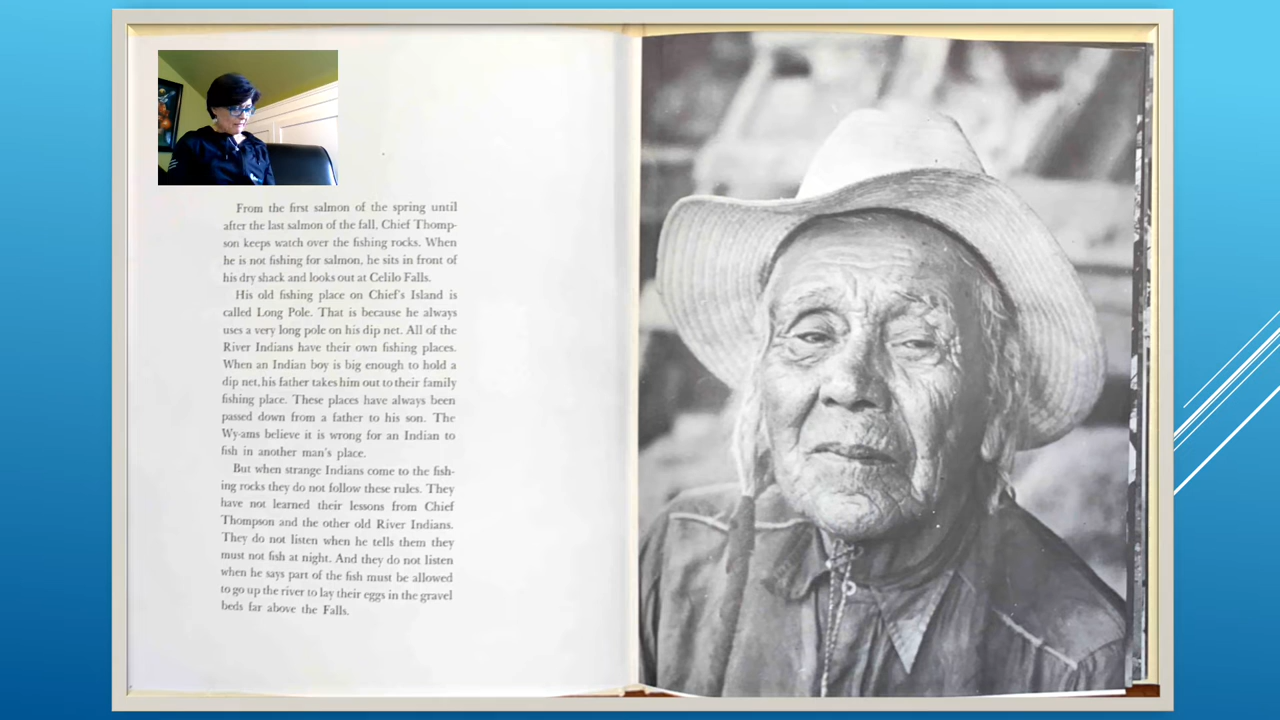 From the first salmon of the spring until
after the last salmon of the fall, Chief Thomp-
son keeps watch over the fishing rocks. When
he is not fishing for salmon, he sits in front of
his dry shack and looks out at Celilo Falls.
His old fishing place on Chief's Island is
called Long Pole. That is because he always
uses a very long pole on his dip net. All of the
River Indians have their own fishing places.
When an Indian boy is big enough to hold a
dip net, his father takes him out to their family
fishing place. These places have always been
passed down from a father to his son. The
Wy-ams believe it is wrong for an Indian to
fish in another man's place.
But when strange Indians come to the fish-
ing rocks they do not follow these rules. They
have not learned their lessons from Chief
Thompson and the other old River Indians.
They do not listen when he tells them they
must not fish at night. And they do not listen
when he says part of the fish must be allowed
to go up the river to lay their eggs in the gravel
beds far above the Falls.